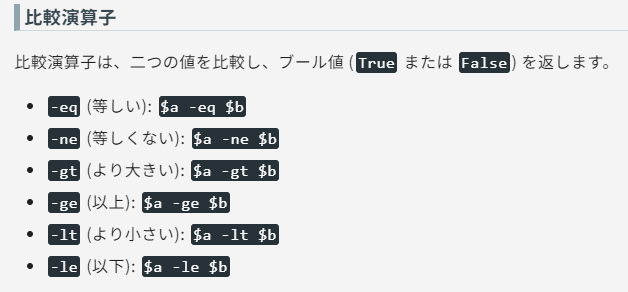 比較演算子
比較演算子は、二つの値を比較し、ブール値 (True または False) を返します。
• -eq (等しい): $a -eq $b
• -ne (等しくない): $a -ne $b
• -gt (より大きい): $a -gt $b
• -ge (以上): $a -ge $b
• -lt (より小さい): $a -lt $b
• -le (以下): $a -le $b